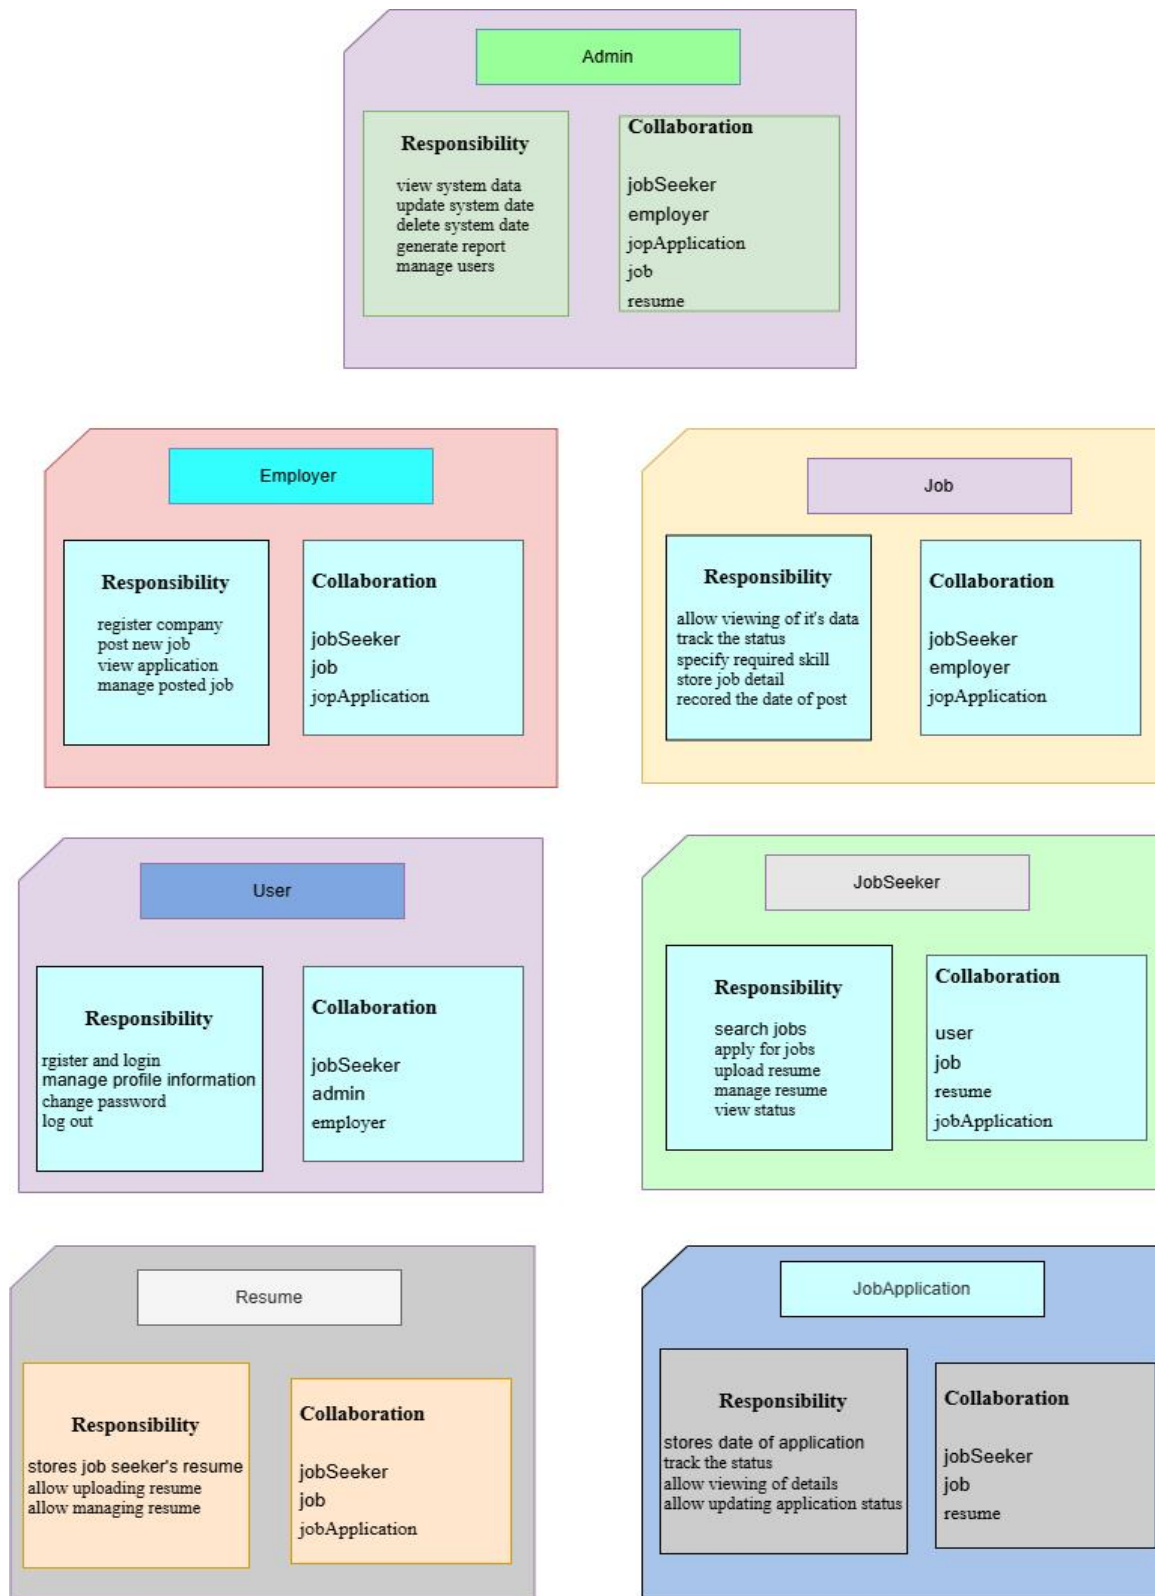 Admin
Responsibility
view system data
update system date
delete system date
generate report
manage users
Collaboration
jobSeeker
employer
jopApplication
job
resume
Employer
Responsibility
register company
post new job
view application
manage posted job
Collaboration
jobSeeker
job
jopApplication
Job
Responsibility
allow viewing of it's data
track the status
specify required skill
store job detail
recored the date of post
Collaboration
jobSeeker
employer
jopApplication
User
Responsibility
rgister and login
manage profile information
change password
log out
Collaboration
jobSeeker
admin
employer
JobSeeker
Responsibility
search jobs
apply for jobs
upload resume
manage resume
view status
Collaboration
user
job
resume
jobApplication
Resume
Responsibility
stores job seeker's resume
allow uploading resume
allow managing resume
Collaboration
jobSeeker
job
jobApplication
JobApplication
Responsibility
stores date of application
track the status
allow viewing of details
allow updating application status
Collaboration
jobSeeker
job
resume